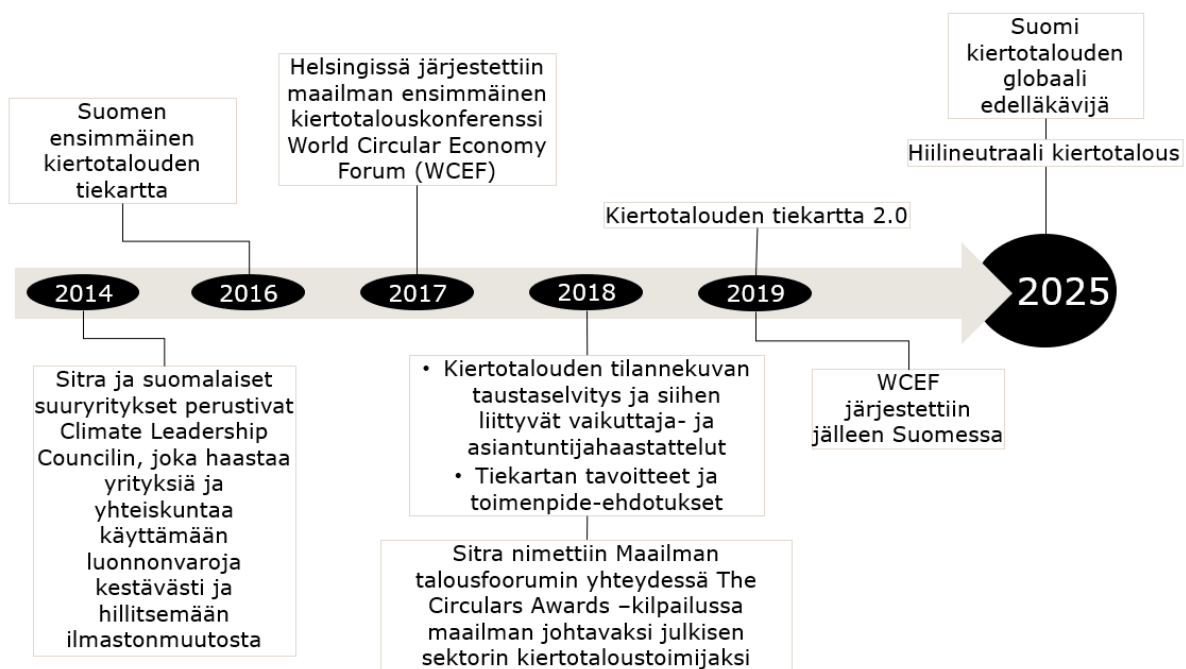 Suomen
ensimmäinen
kiertotalouden
tiekartta
Helsingissä järjestettiin
maailman ensimmäinen
kiertotalouskonferenssi
World Circular Economy
Forum (WCEF)
Kiertotalouden tiekartta 2.0
Suomi
kiertotalouden
globaali
edelläkävijä
Hiilineutraali kiertotalous
2014
2016
2017
2018
2019
2025
Sitra ja suomalaiset
suuryritykset perustivat
Climate Leadership
Councilin, joka haastaa
yrityksiä ja
yhteiskuntaa
käyttämään
luonnonvaroja
kestävästi ja
hillitsemään
ilmastonmuutosta
• Kiertotalouden tilannekuvan
taustaselvitys ja siihen
liittyvät vaikuttaja- ja
asiantuntijahaastattelut
• Tiekartan tavoitteet ja
toimenpide-ehdotukset
Sitra nimettiin Maailman
talousfoorumin yhteydessä The
Circulars Awards –kilpailussa
maailman johtavaksi julkisen
sektorin kiertotaloustoimijaksi
WCEF
järjestettiin
jälleen Suomessa